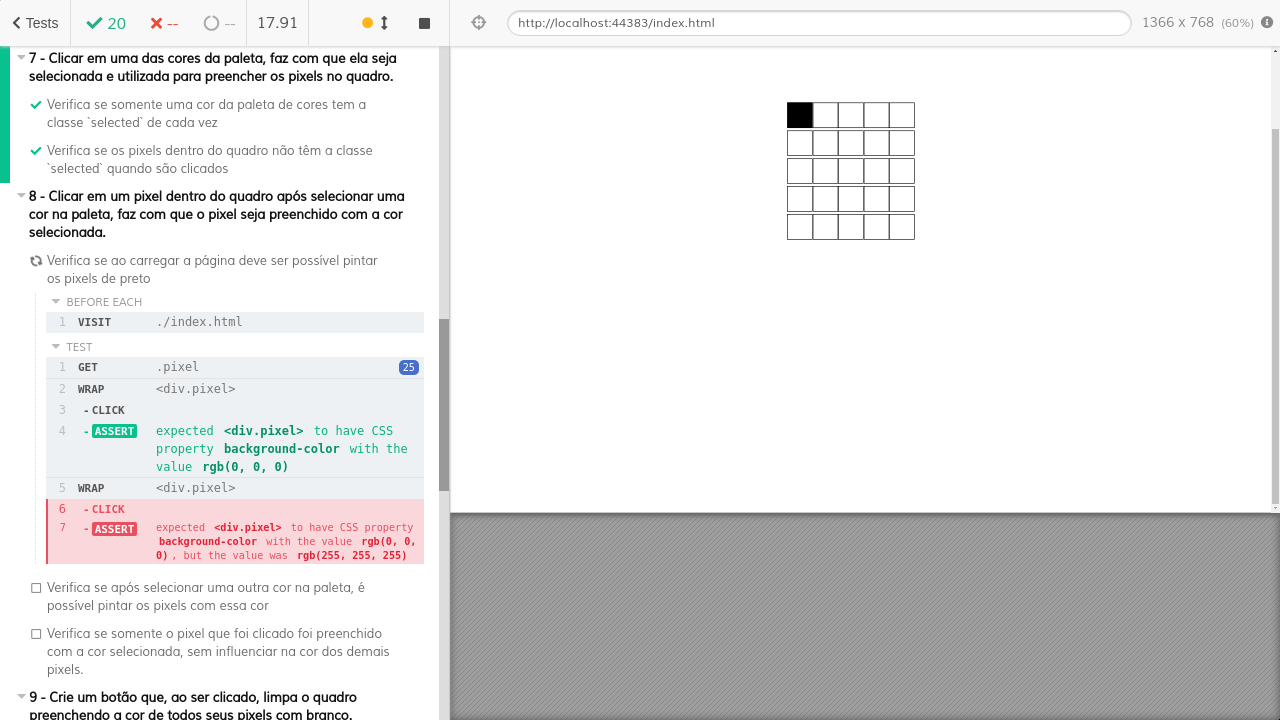 Tests
20
--
--
17.91
http://localhost:44383/index.html
1366 x 768 (60%)
7 - Clicar em uma das cores da paleta, faz com que ela seja
selecionada e utilizada para preencher os pixels no quadro.
Verifica se somente uma cor da paleta de cores tem a
classe `selected` de cada vez
Verifica se os pixels dentro do quadro não têm a classe
`selected` quando são clicados
8 - Clicar em um pixel dentro do quadro após selecionar uma
cor na paleta, faz com que o pixel seja preenchido com a cor
selecionada.
Verifica se ao carregar a página deve ser possível pintar
os pixels de preto
BEFORE EACH
1 VISIT ./index.html
TEST
1 GET .pixel 25
2 WRAP <div.pixel>
3 -CLICK
4 -ASSERT expected <div.pixel> to have CSS
property background-color with the
value rgb(0, 0, 0)
5 WRAP <div.pixel>
6 -CLICK
7 -ASSERT expected <div.pixel> to have CSS property
background-color with the value rgb(0, 0,
0), but the value was rgb(255, 255, 255)
Verifica se após selecionar uma outra cor na paleta, é
possível pintar os pixels com essa cor
Verifica se somente o pixel que foi clicado foi preenchido
com a cor selecionada, sem influenciar na cor dos demais
pixels.
9 - Crie um botão que, ao ser clicado, limpa o quadro
preenchendo a cor de todos seus pixels com branco.